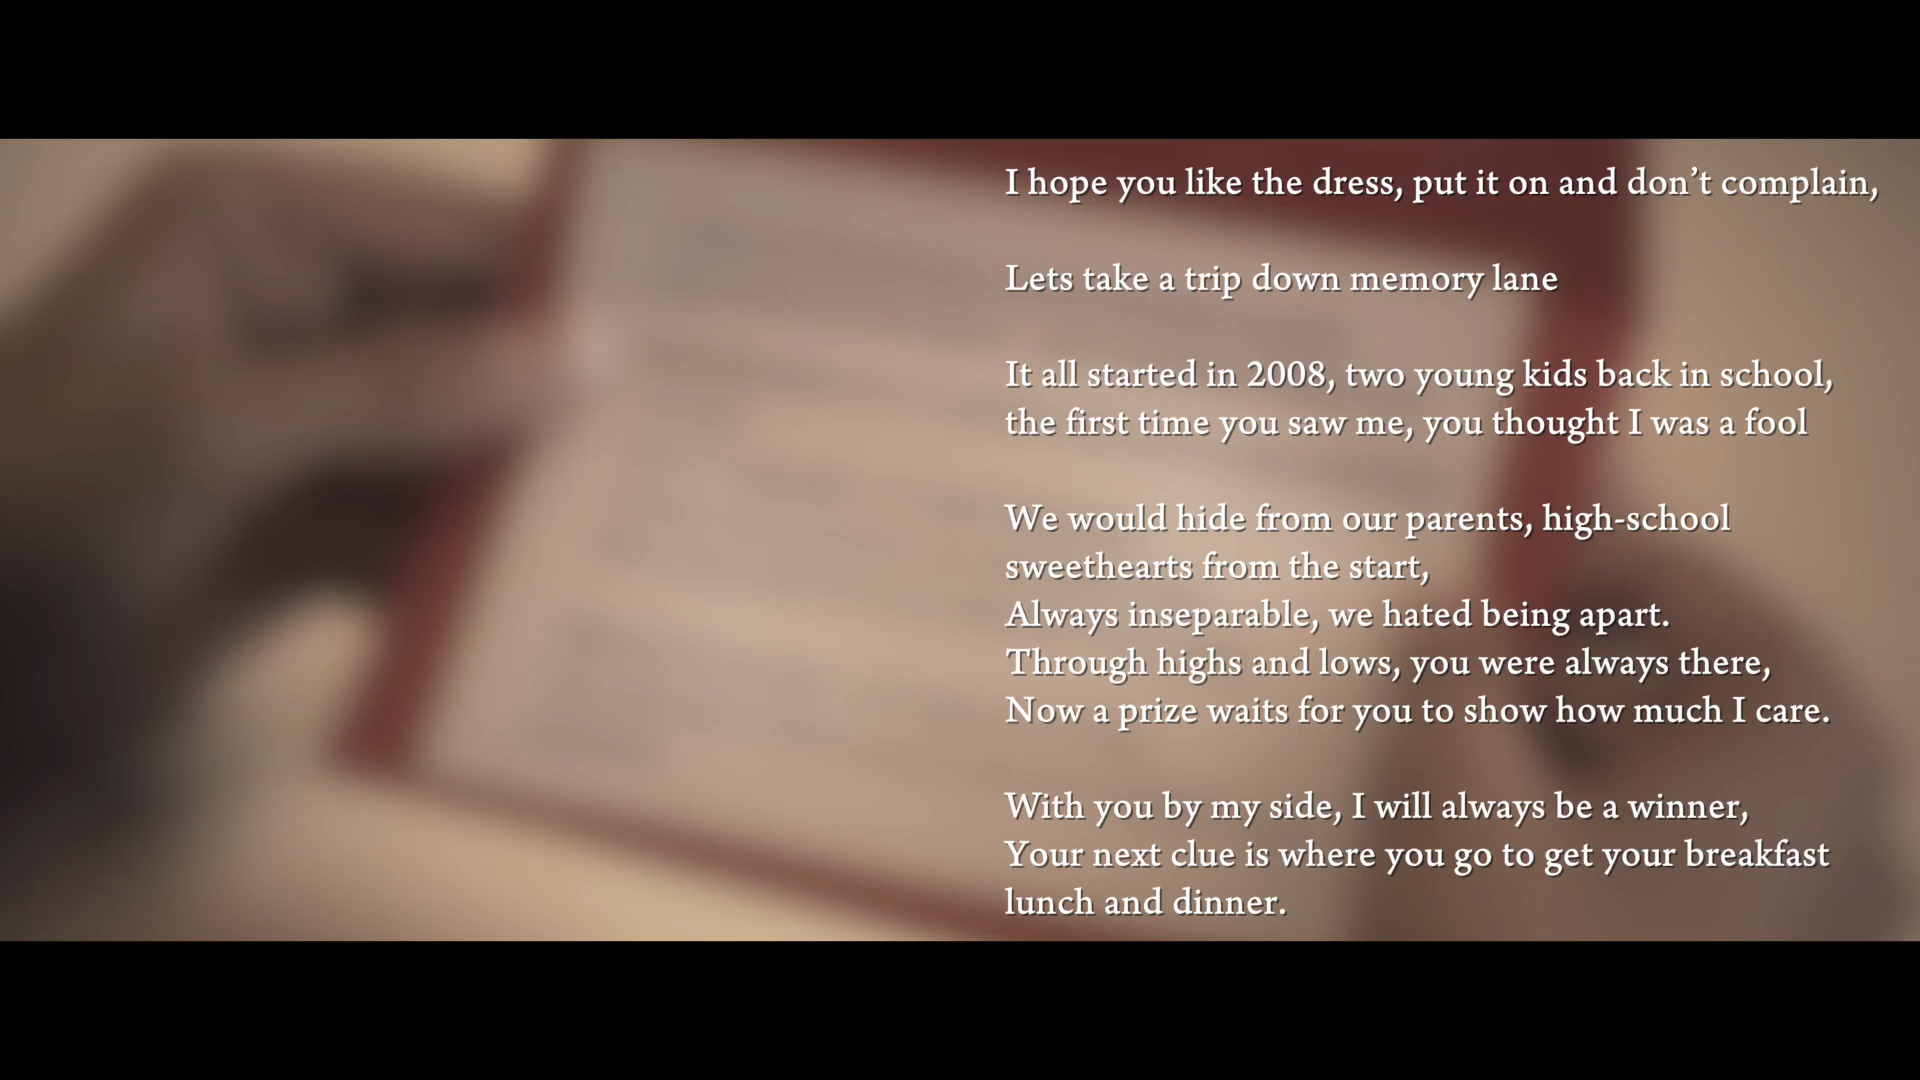 I hope you like the dress, put it on and don’t complain,
Lets take a trip down memory lane
It all started in 2008, two young kids back in school,
the first time you saw me, you thought I was a fool
We would hide from our parents, high-school
sweethearts from the start,
Always inseparable, we hated being apart.
Through highs and lows, you were always there,
Now a prize waits for you to show how much I care.
With you by my side, I will always be a winner,
Your next clue is where you go to get your breakfast
lunch and dinner.